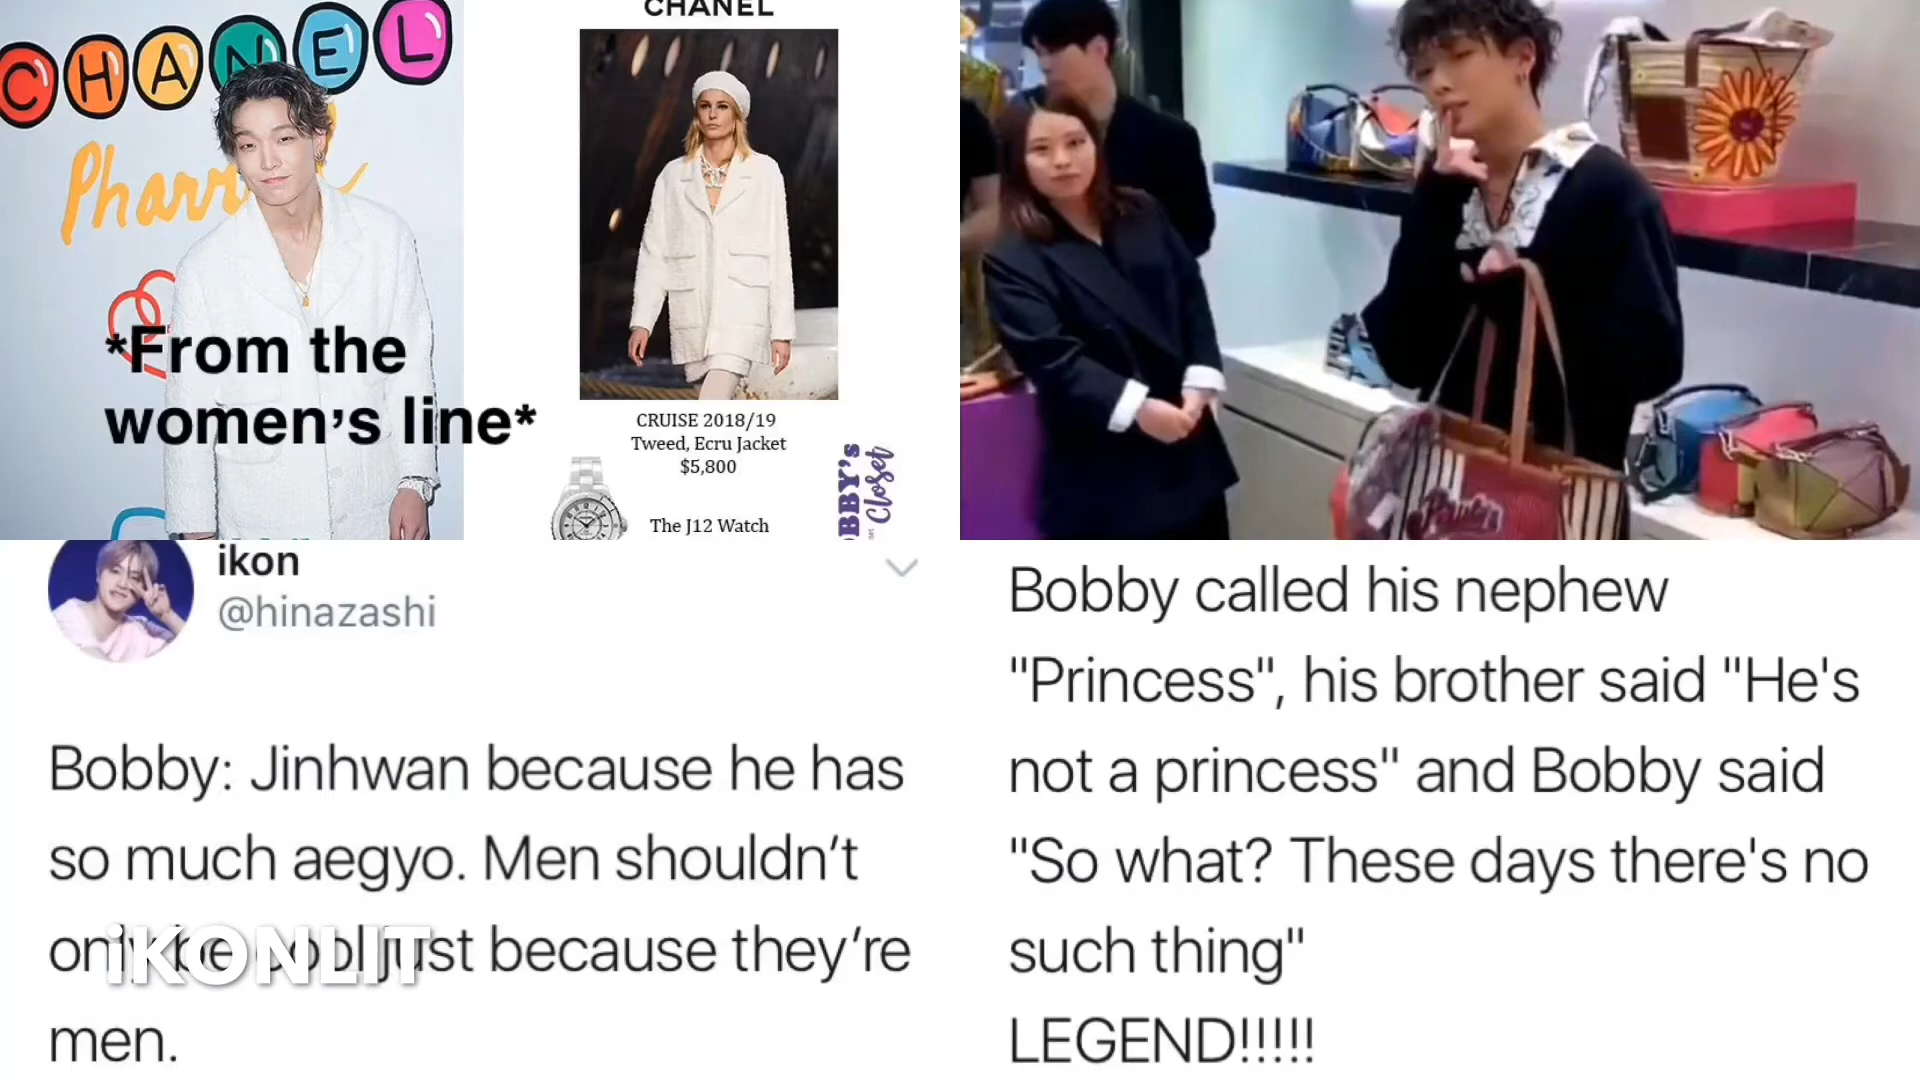 CHANEL
Pharr
*From the
women's line*
CHANEL
CRUISE 2018/19
Tweed, Ecru Jacket
$5,800
The J12 Watch
Closet
ikon
@hinazashi
Bobby: Jinhwan because he has
so much aegyo. Men shouldn't
only be cool just because they're
men.
iKONLIT
Bobby called his nephew
"Princess", his brother said "He's
not a princess" and Bobby said
"So what? These days there's no
such thing"
LEGEND!!!!!